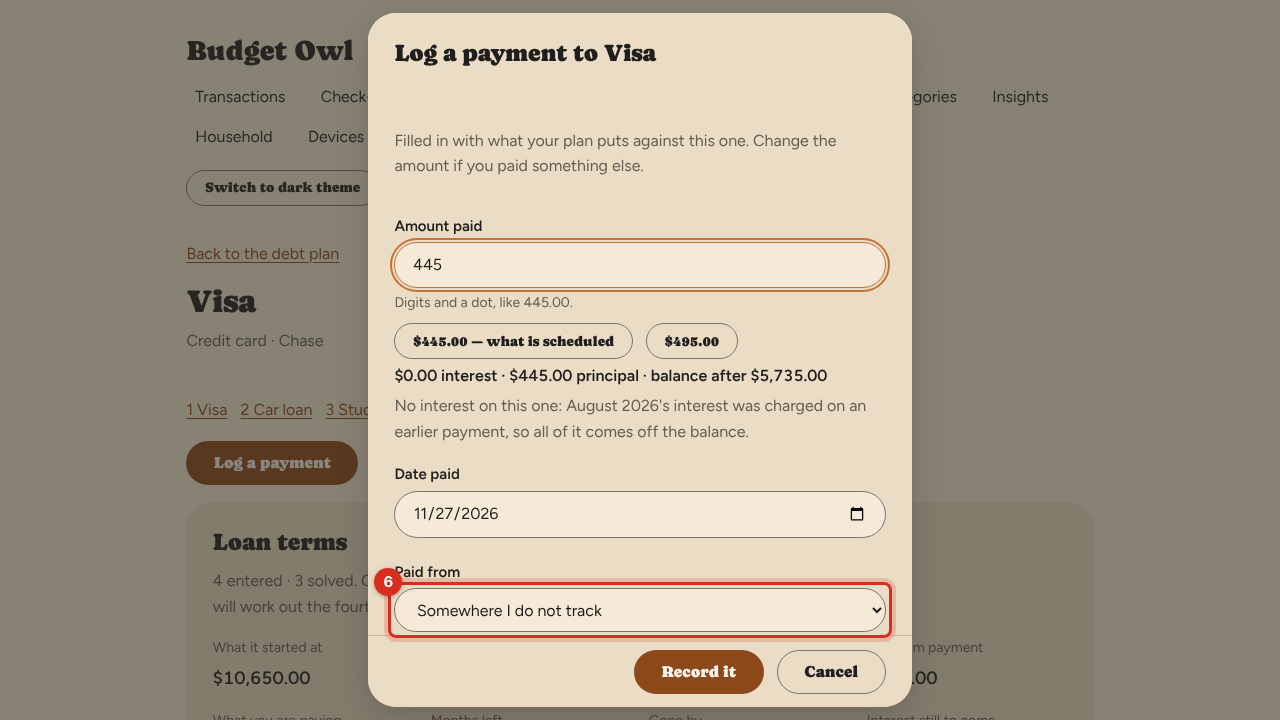 Budget Owl
Transactions
Insights
Household
Devices
Switch to dark theme
Back to the debt plan
Visa
Credit card · Chase
1 Visa 2 Car loan
Log a payment
Loan terms
4 entered · 3 solved.
will work out the
What it started at
payment
$10,650.00
Log a payment to Visa
Filled in with what your plan puts against this one. Change the
amount if you paid something else.
Amount paid
445
Digits and a dot, like 445.00.
$445.00 — what is scheduled
$495.00
$0.00 interest · $445.00 principal · balance after $5,735.00
No interest on this one: August 2026's interest was charged on an
earlier payment, so all of it comes off the balance.
Date paid
11/27/2026
Paid from
6
Somewhere I do not track
Record it
Cancel